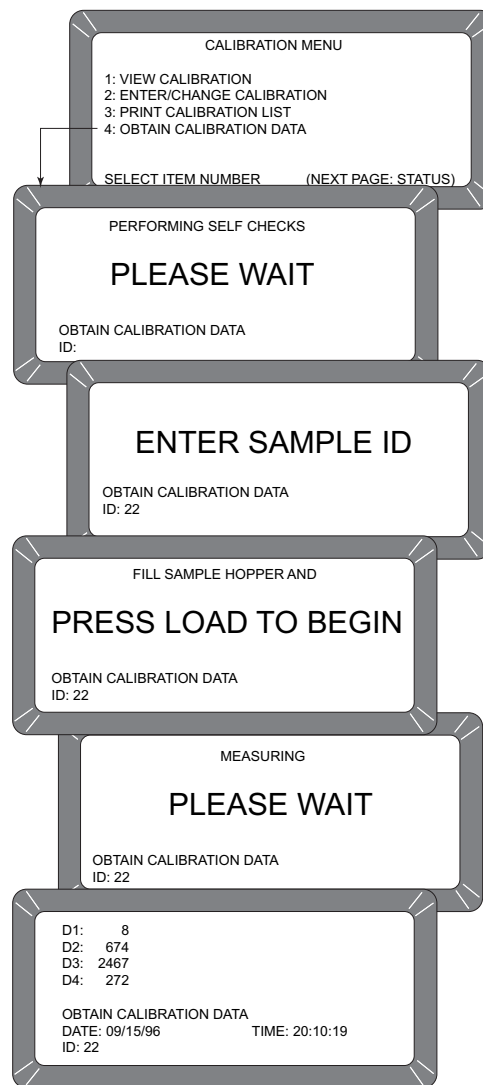 CALIBRATION MENU
1: VIEW CALIBRATION
2: ENTER/CHANGE CALIBRATION
3: PRINT CALIBRATION LIST
4: OBTAIN CALIBRATION DATA
SELECT ITEM NUMBER (NEXT PAGE: STATUS)
PERFORMING SELF CHECKS
PLEASE WAIT
OBTAIN CALIBRATION DATA
ID:
ENTER SAMPLE ID
OBTAIN CALIBRATION DATA
ID: 22
FILL SAMPLE HOPPER AND
PRESS LOAD TO BEGIN
OBTAIN CALIBRATION DATA
ID: 22
MEASURING
PLEASE WAIT
OBTAIN CALIBRATION DATA
ID: 22
D1: 8
D2: 674
D3: 2467
D4: 272
OBTAIN CALIBRATION DATA
DATE: 09/15/96 TIME: 20:10:19
ID: 22